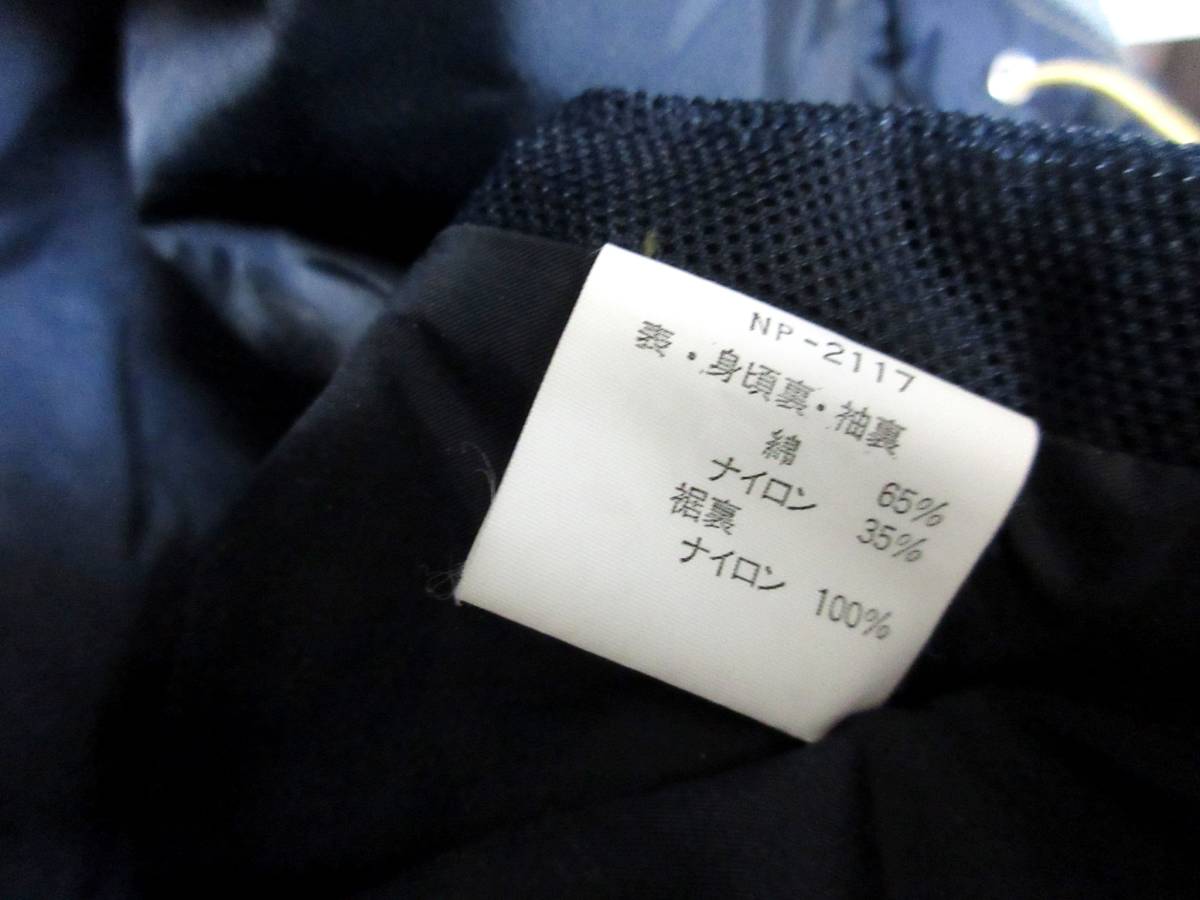 NP-2117
表・身頃裏・袖裏
綿 65%
ナイロン 35%
裾裏
ナイロン 100%